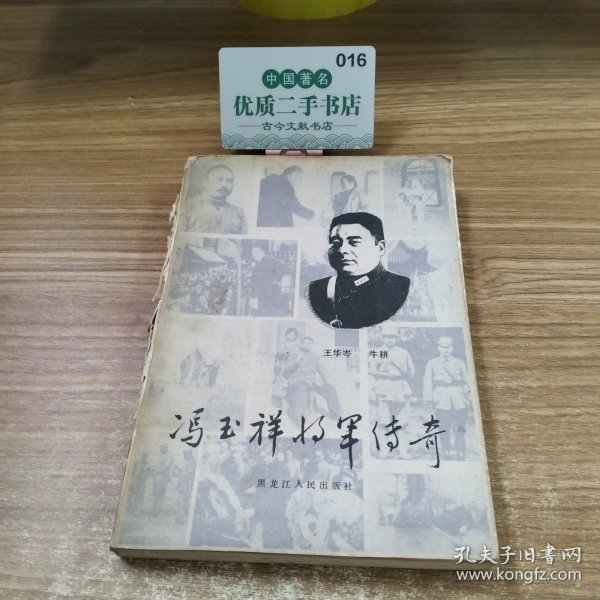 016
中国著名
优质二手书店
古今文献书店
王华岑 牛耕
冯玉祥将军传奇
黑龙江人民出版社
孔夫子旧书网
www.kongfz.com